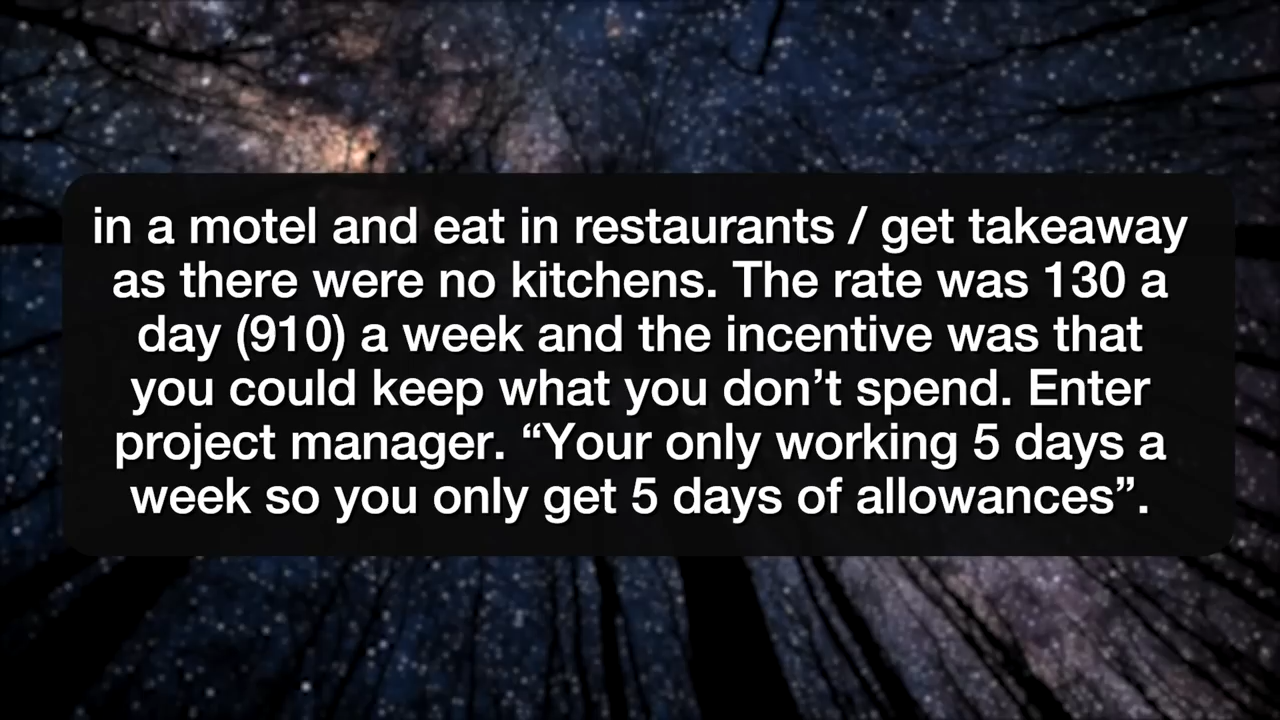 in a motel and eat in restaurants / get takeaway
as there were no kitchens. The rate was 130 a
day (910) a week and the incentive was that
you could keep what you don’t spend. Enter
project manager. “Your only working 5 days a
week so you only get 5 days of allowances”.